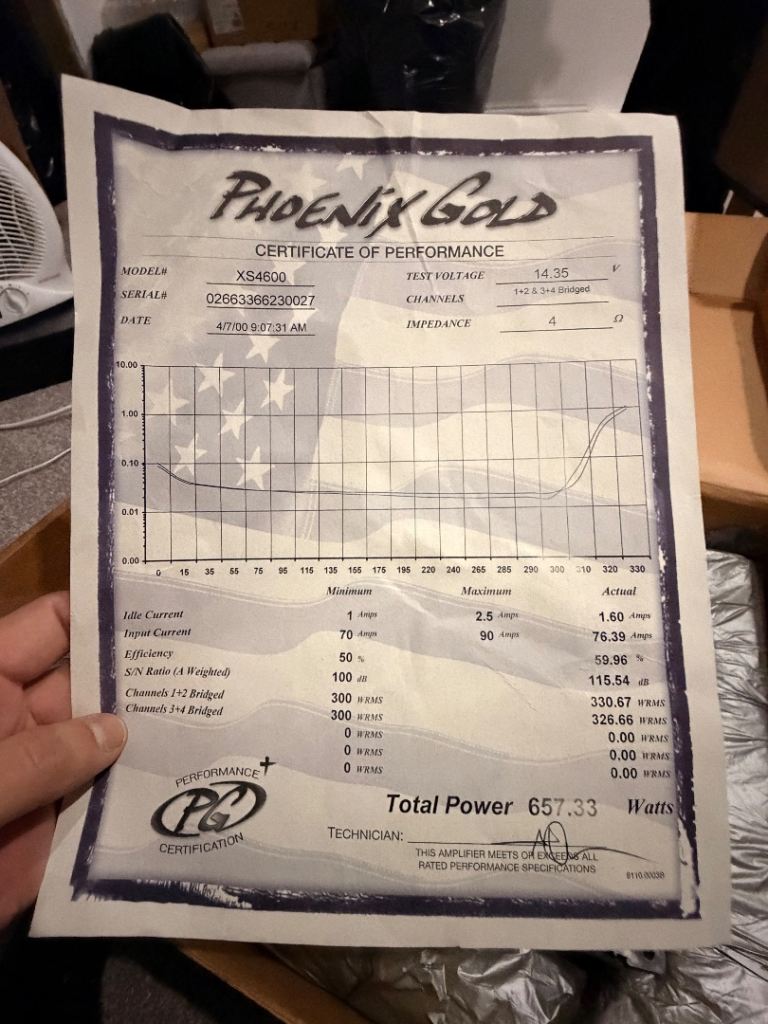 PHOENIX GOLD
CERTIFICATE OF PERFORMANCE
MODEL# XS4600 TEST VOLTAGE 14.35 V
SERIAL# 02663366230027 CHANNELS 1+2 & 3+4 Bridged
DATE 4/7/00 9:07:31 AM IMPEDANCE 4 Ω
10.00
1.00
0.10
0.01
0.00
0 15 35 55 75 95 115 135 155 175 195 220 240 265 285 290 300 310 320 330
Minimum Maximum Actual
Idle Current 1 Amps 2.5 Amps 1.60 Amps
Input Current 70 Amps 90 Amps 76.39 Amps
Efficiency 50 % 59.96 %
S/N Ratio (A Weighted) 100 dB 115.54 dB
Channels 1+2 Bridged 300 WRMS 330.67 WRMS
Channels 3+4 Bridged 300 WRMS 326.66 WRMS
0 WRMS 0.00 WRMS
0 WRMS 0.00 WRMS
0 WRMS 0.00 WRMS
PERFORMANCE +
PG
CERTIFICATION
Total Power 657.33 Watts
TECHNICIAN:
THIS AMPLIFIER MEETS OR EXCEEDS ALL
RATED PERFORMANCE SPECIFICATIONS